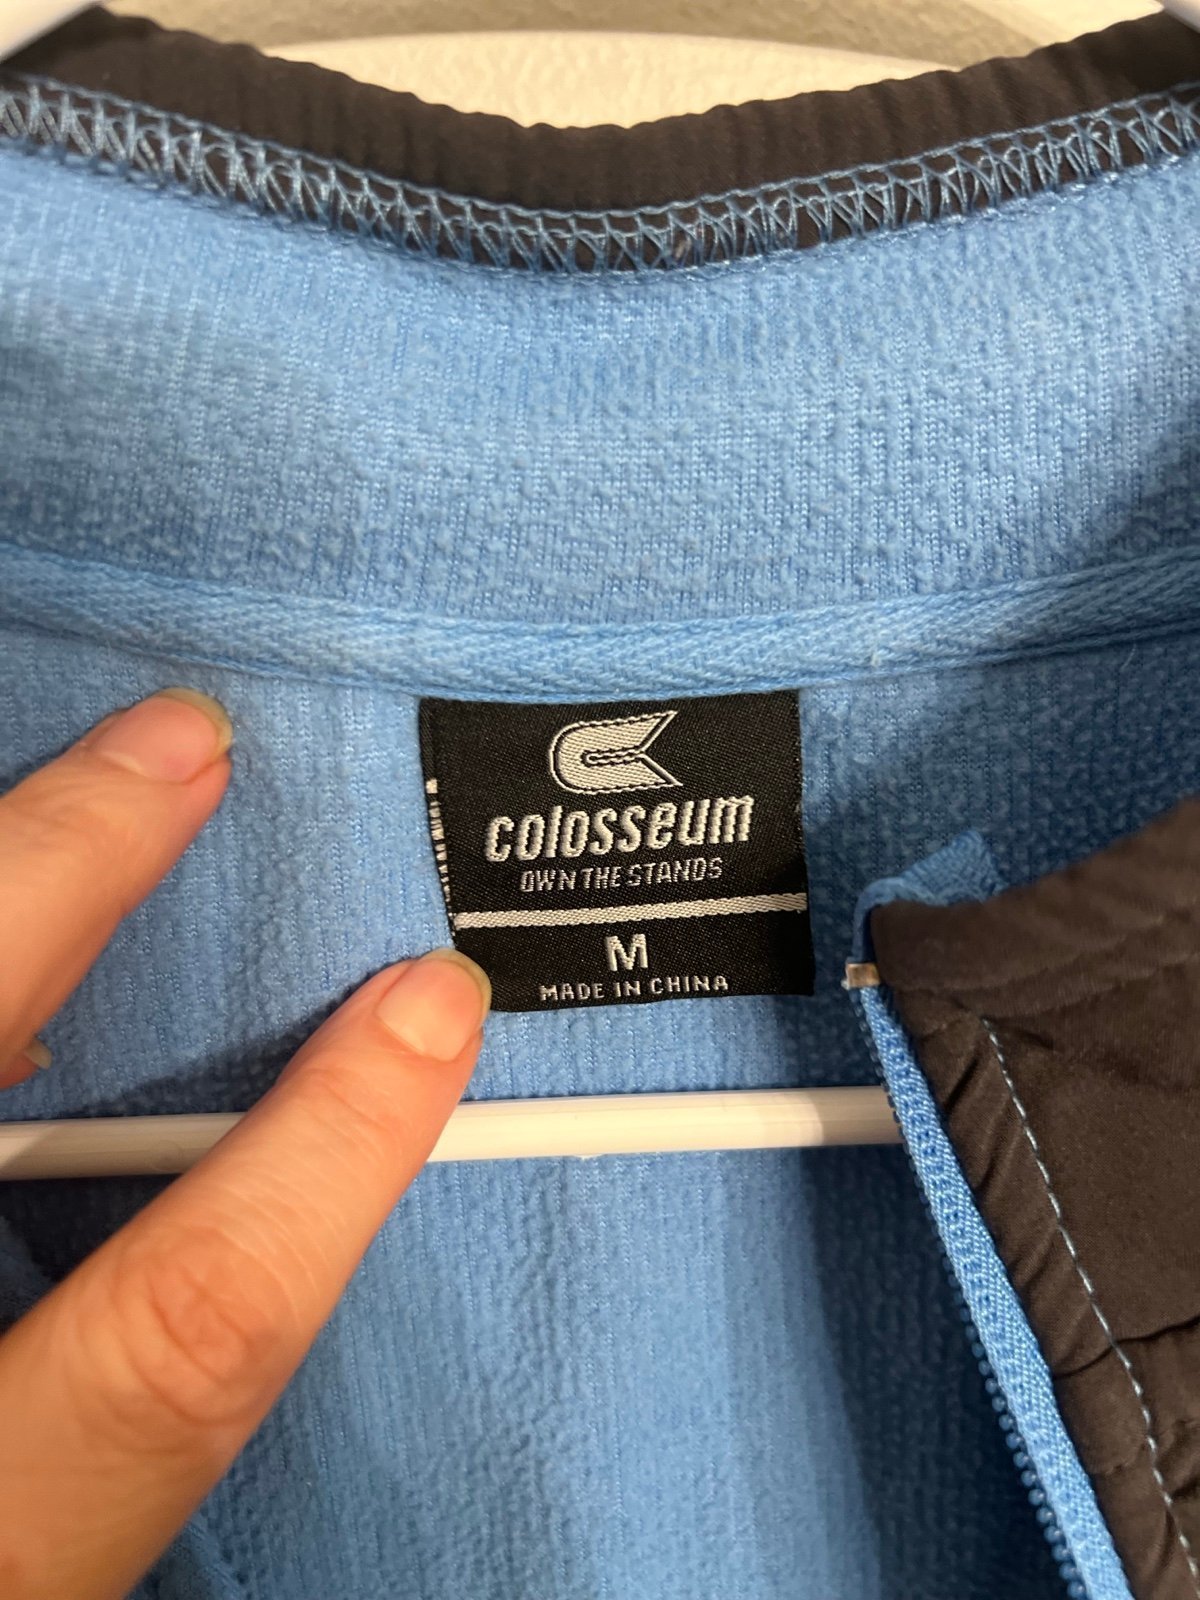 colosseum
OWN THE STANDS
M
MADE IN CHINA